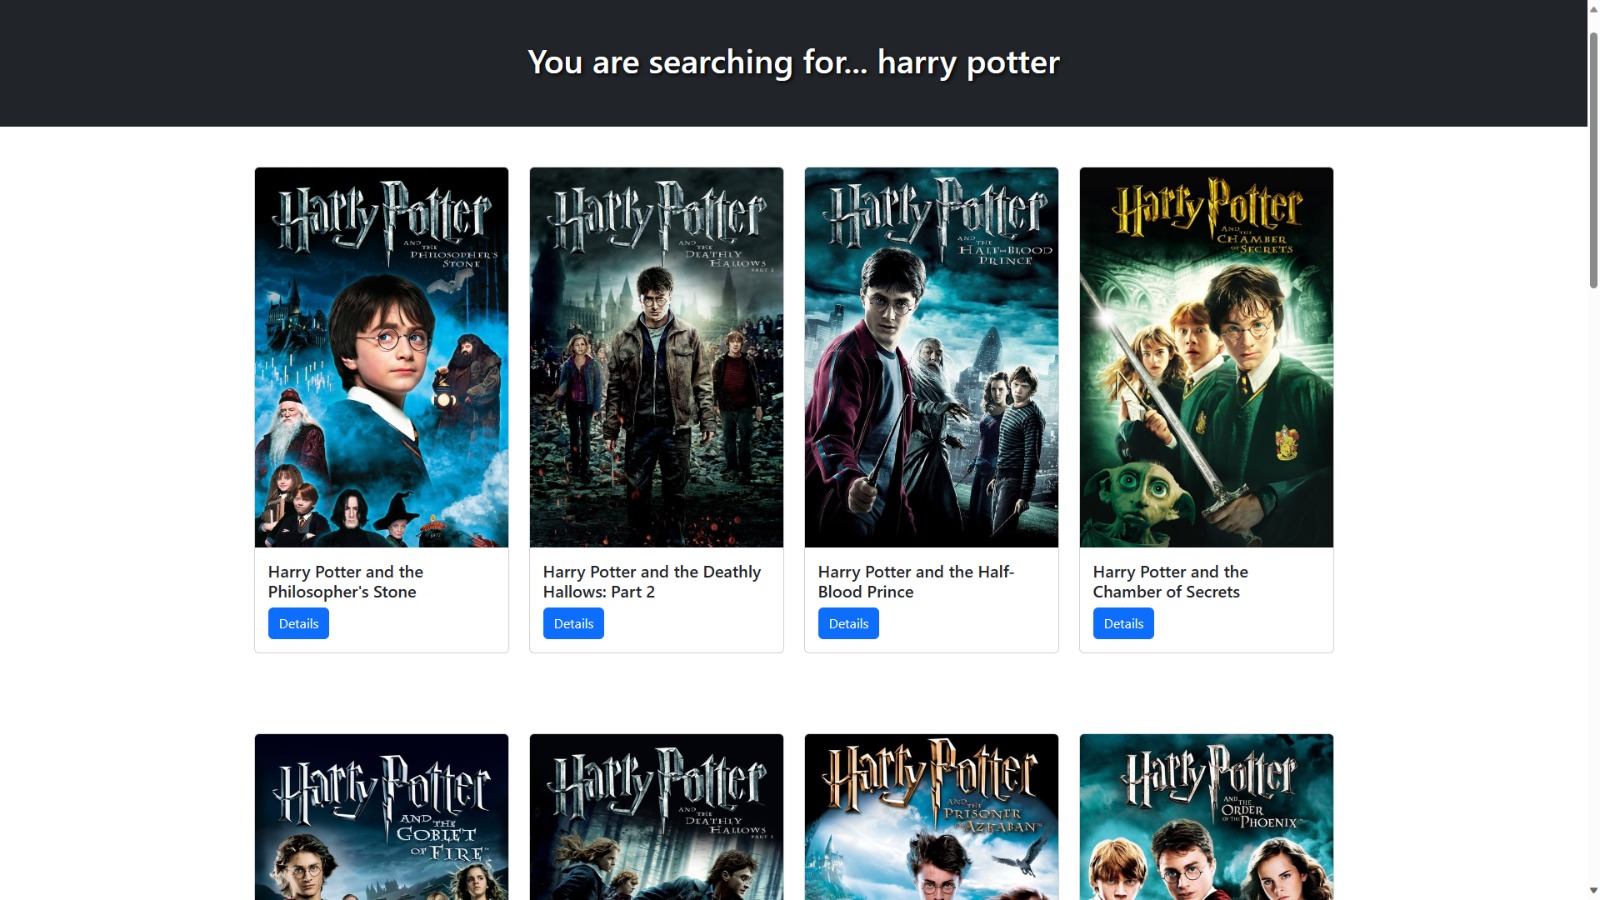 You are searching for... harry potter
Harry Potter
AND THE
PHILOSOPHER'S
STONE
Harry Potter
AND THE
DEATHLY
HALLOWS
PART 2
Harry Potter
AND THE
HALF-BLOOD
PRINCE
Harry Potter
AND THE
CHAMBER
OF SECRETS
Harry Potter and the
Philosopher's Stone
Details
Harry Potter and the Deathly
Hallows: Part 2
Details
Harry Potter and the Half-
Blood Prince
Details
Harry Potter and the
Chamber of Secrets
Details
Harry Potter
AND THE
GOBLET
OF FIRE
Harry Potter
AND THE
DEATHLY
HALLOWS
PART 1
Harry Potter
AND THE
PRISONER
OF AZKABAN
Harry Potter
AND THE
ORDER
OF THE PHOENIX